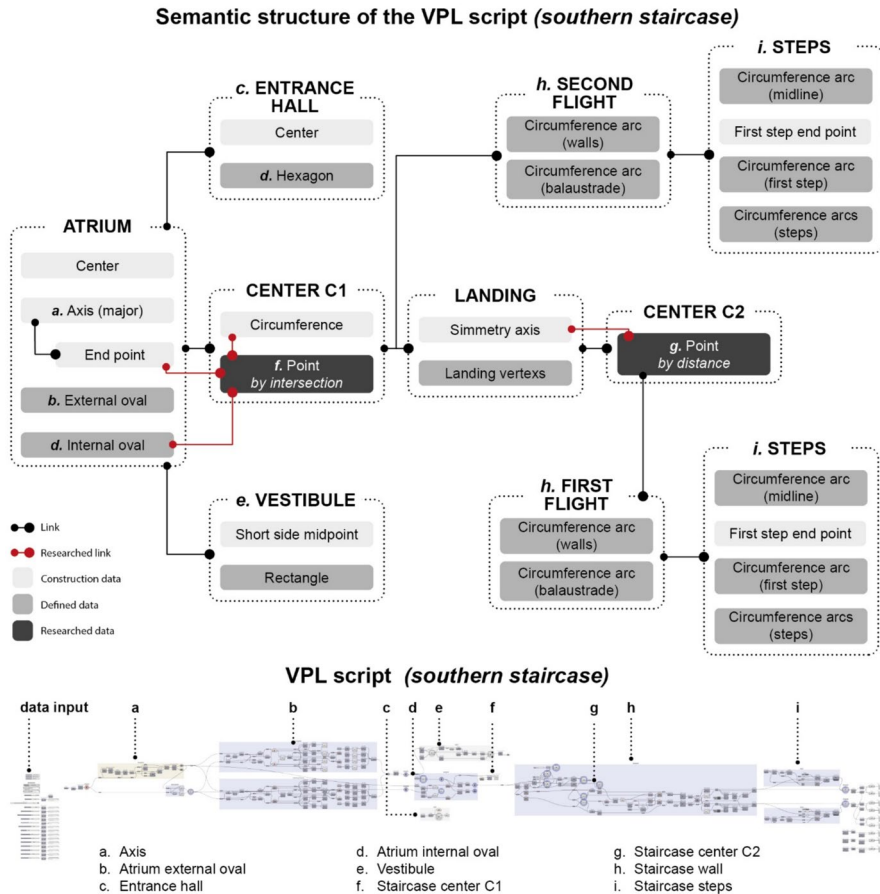 Semantic structure of the VPL script (southern staircase)
c. ENTRANCE
HALL
Center
d. Hexagon
h. SECOND
FLIGHT
Circumference arc
(walls)
Circumference arc
(balaustrade)
i. STEPS
Circumference arc
(midline)
First step end point
Circumference arc
(first step)
Circumference arcs
(steps)
ATRIUM
Center
a. Axis (major)
End point
b. External oval
d. Internal oval
CENTER C1
Circumference
f. Point
by intersection
LANDING
Simmetry axis
Landing vertexs
CENTER C2
g. Point
by distance
e. VESTIBULE
Short side midpoint
Rectangle
h. FIRST
FLIGHT
Circumference arc
(walls)
Circumference arc
(balaustrade)
i. STEPS
Circumference arc
(midline)
First step end point
Circumference arc
(first step)
Circumference arcs
(steps)
Link
Researched link
Construction data
Defined data
Researched data
VPL script (southern staircase)
data input a b c d e f g h i
a. Axis
b. Atrium external oval
c. Entrance hall
d. Atrium internal oval
e. Vestibule
f. Staircase center C1
g. Staircase center C2
h. Staircase wall
i. Staircase steps